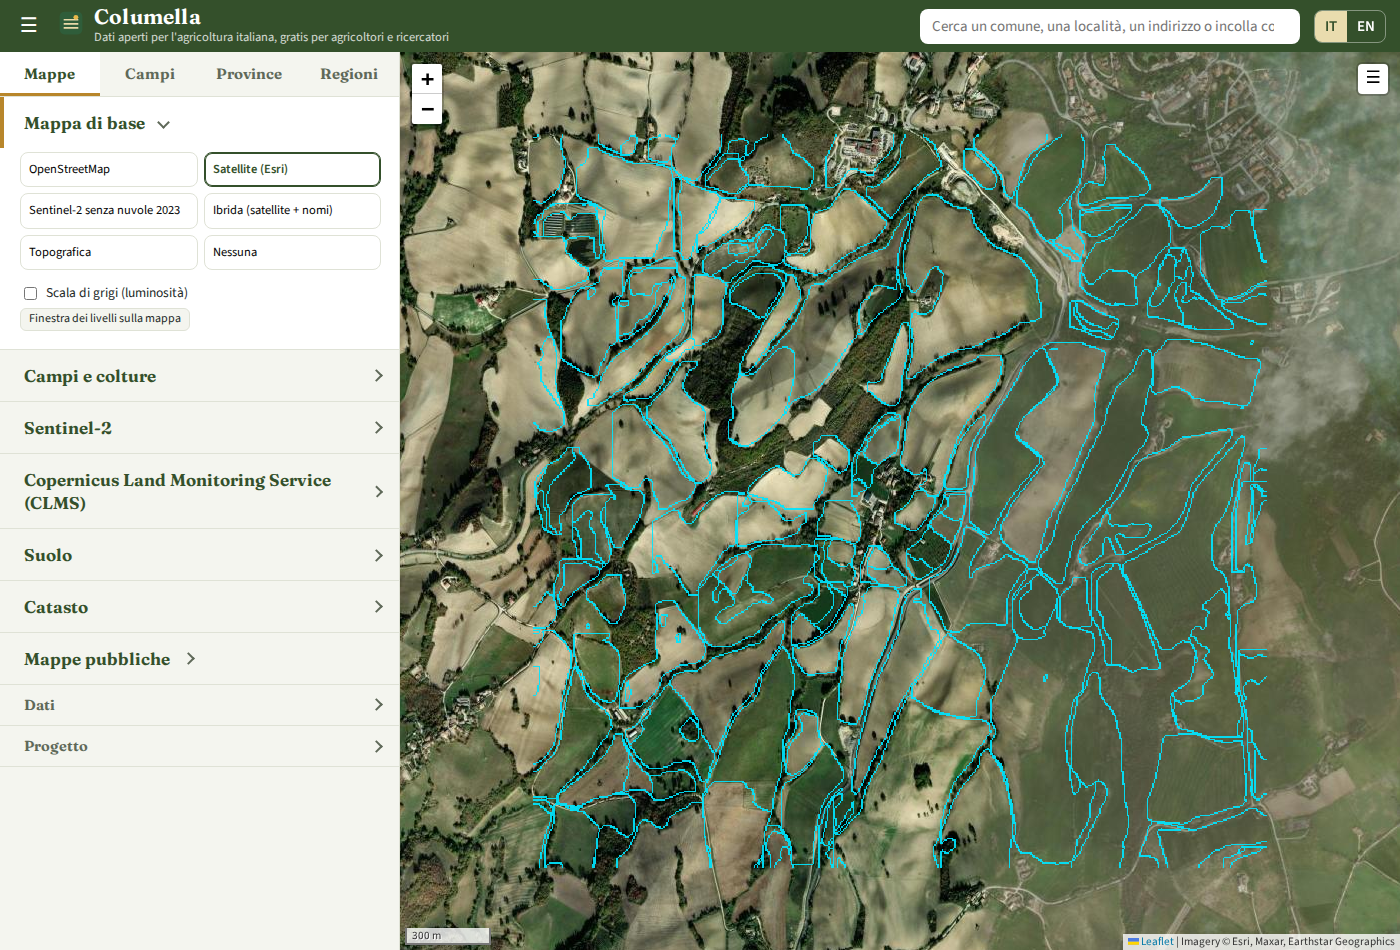 ☰
Columella
Dati aperti per l'agricoltura italiana, gratis per agricoltori e ricercatori
Cerca un comune, una località, un indirizzo o incolla co
IT EN
Mappe Campi Province Regioni
Mappa di base
OpenStreetMap
Satellite (Esri)
Sentinel-2 senza nuvole 2023
Ibrida (satellite + nomi)
Topografica
Nessuna
Scala di grigi (luminosità)
Finestra dei livelli sulla mappa
Campi e colture
Sentinel-2
Copernicus Land Monitoring Service
(CLMS)
Suolo
Catasto
Mappe pubbliche
Dati
Progetto
+
−
☰
300 m
Leaflet | Imagery © Esri, Maxar, Earthstar Geographics